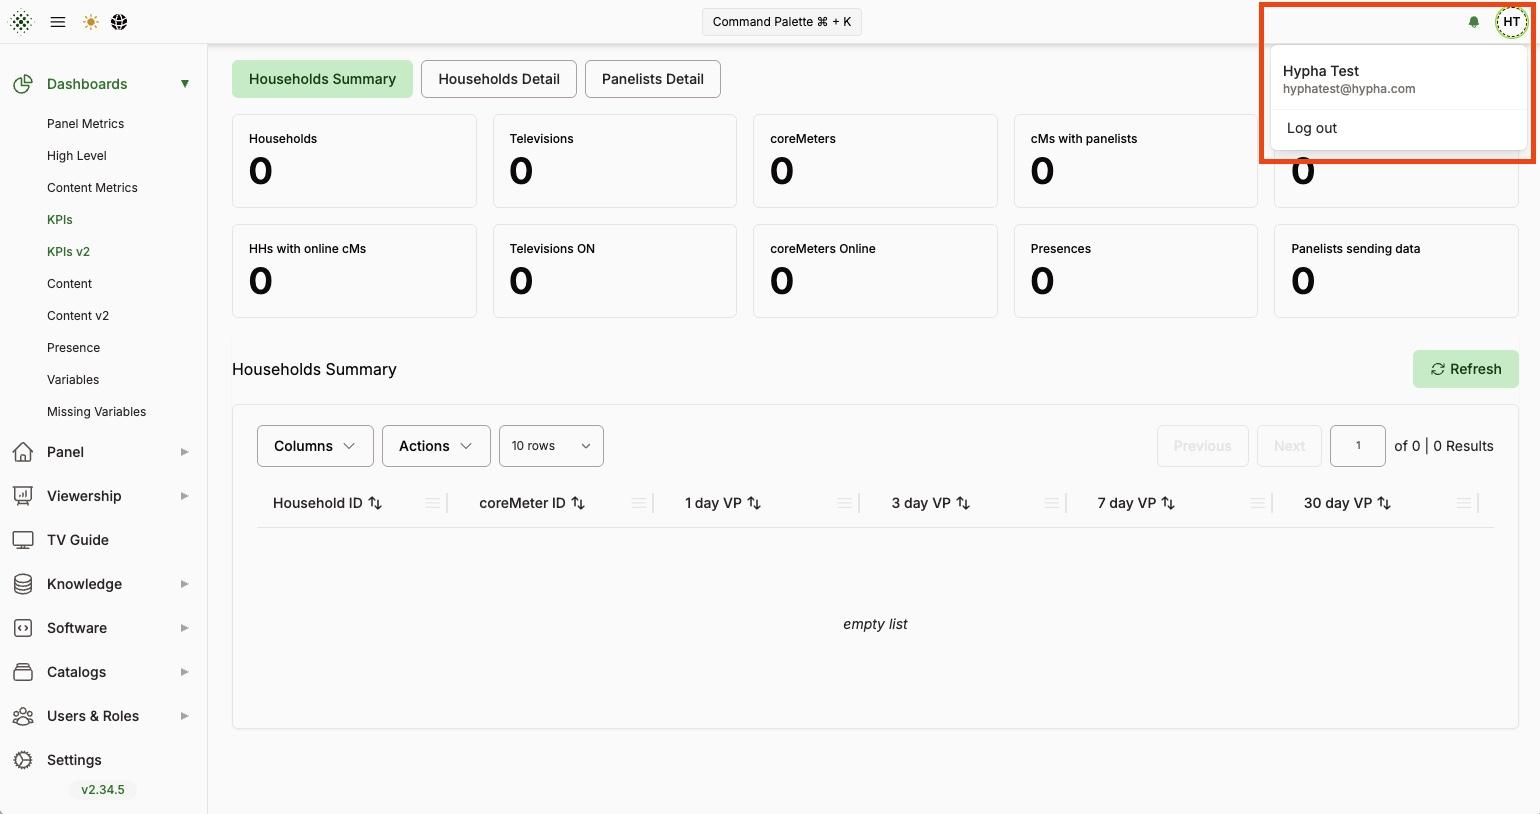 Command Palette ⌘ + K
HT
Hypha Test
hyphatest@hypha.com
Log out
Dashboards
Panel Metrics
High Level
Content Metrics
KPIs
KPIs v2
Content
Content v2
Presence
Variables
Missing Variables
Panel
Viewership
TV Guide
Knowledge
Software
Catalogs
Users & Roles
Settings
v2.34.5
Households Summary
Households Detail
Panelists Detail
Households
0
Televisions
0
coreMeters
0
cMs with panelists
0
0
HHs with online cMs
0
Televisions ON
0
coreMeters Online
0
Presences
0
Panelists sending data
0
Households Summary
Refresh
Columns
Actions
10 rows
Previous
Next
1
of 0 | 0 Results
Household ID
coreMeter ID
1 day VP
3 day VP
7 day VP
30 day VP
empty list